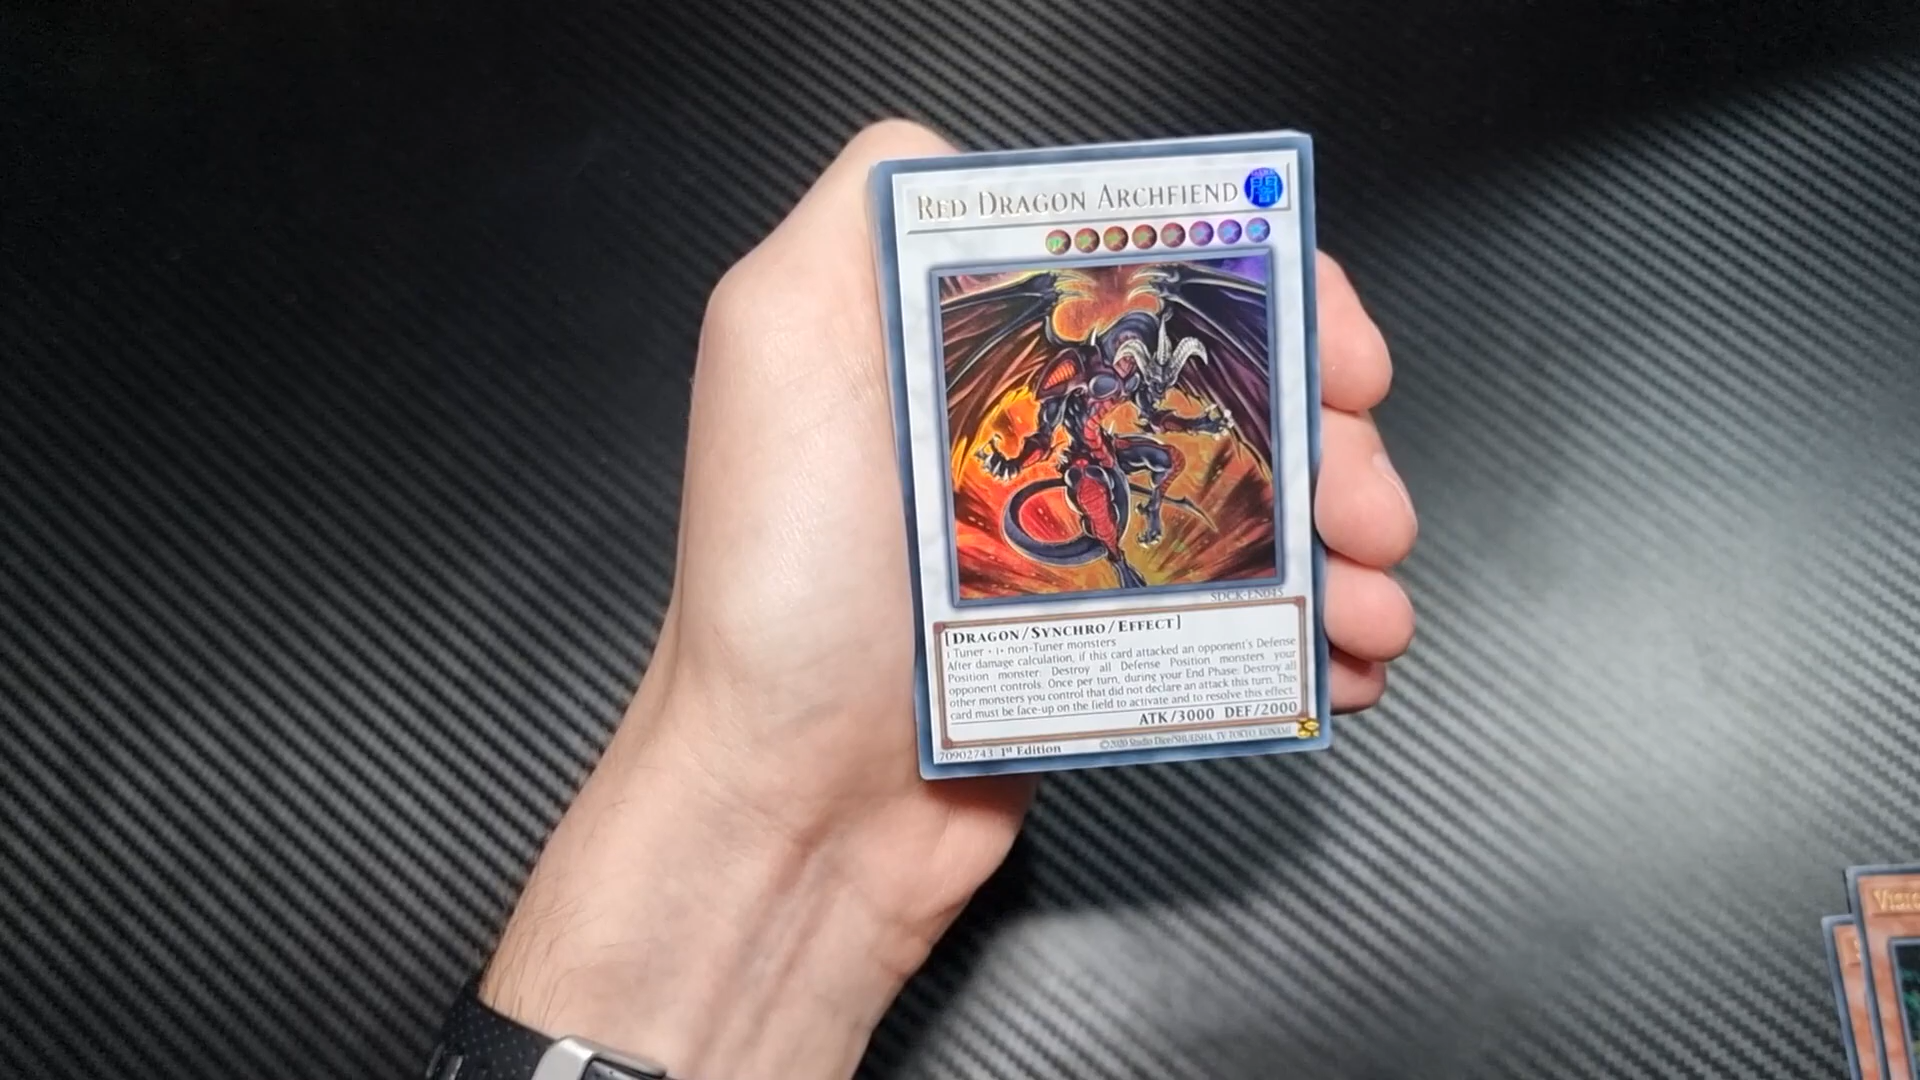 RED DRAGON ARCHFIEND
闇
SDCK-EN045
[DRAGON/SYNCHRO/EFFECT]
1 Tuner + 1+ non-Tuner monsters
After damage calculation, if this card attacked an opponent's Defense
Position monster: Destroy all Defense Position monsters your
opponent controls. Once per turn, during your End Phase: Destroy all
other monsters you control that did not declare an attack this turn. This
card must be face-up on the field to activate and to resolve this effect.
ATK/3000 DEF/2000
70902743 1st Edition
©2020 Studio Dice/SHUEISHA, TV TOKYO, KONAMI